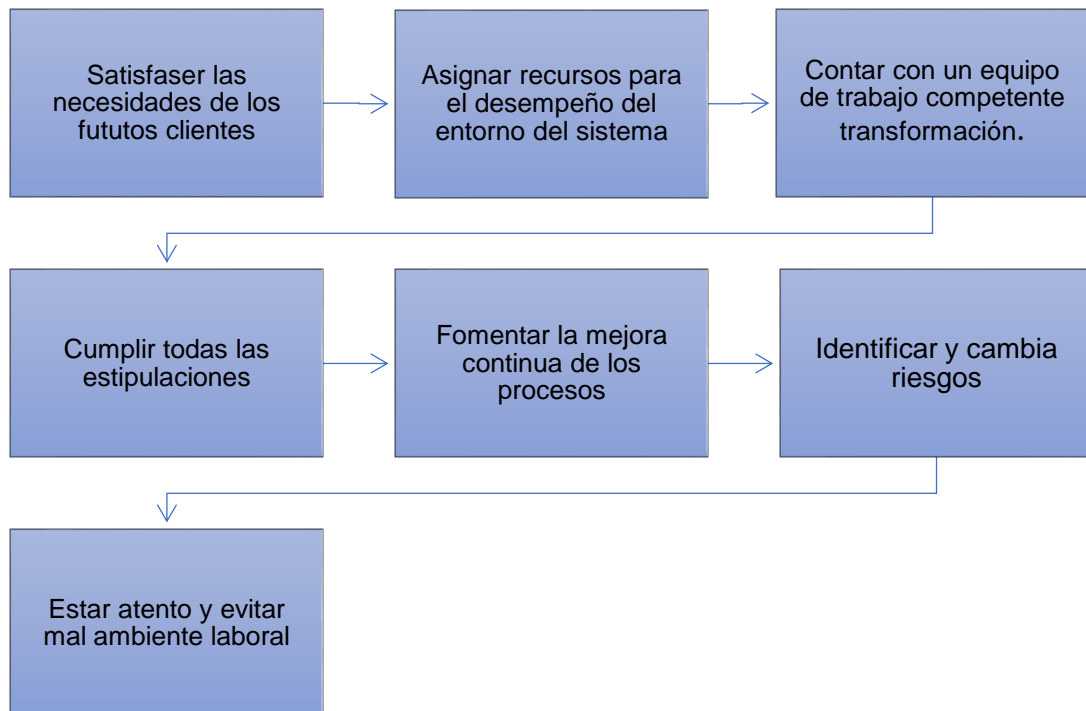 Satisfaser las
necesidades de los
fututos clientes
Asignar recursos para
el desempeño del
entorno del sistema
Contar con un equipo
de trabajo competente
transformación.
Cumplir todas las
estipulaciones
Fomentar la mejora
continua de los
procesos
Identificar y cambia
riesgos
Estar atento y evitar
mal ambiente laboral